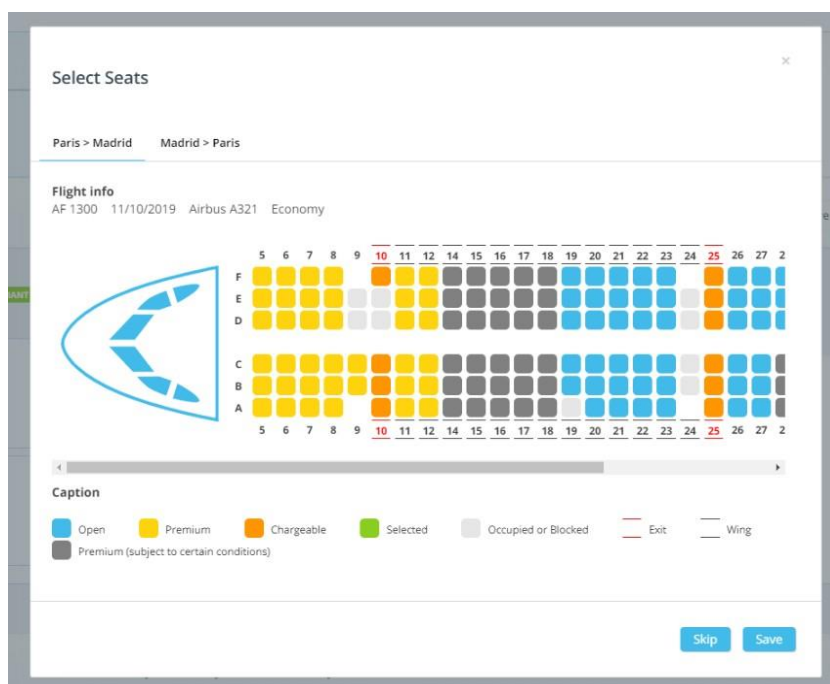 Select Seats
×
Paris > Madrid Madrid > Paris
Flight info
AF 1300 11/10/2019 Airbus A321 Economy
5 6 7 8 9 10 11 12 14 15 16 17 18 19 20 21 22 23 24 25 26 27 2
F
E
D
C
B
A
5 6 7 8 9 10 11 12 14 15 16 17 18 19 20 21 22 23 24 25 26 27 2
Caption
Open Premium Chargeable Selected Occupied or Blocked Exit Wing
Premium (subject to certain conditions)
Skip Save